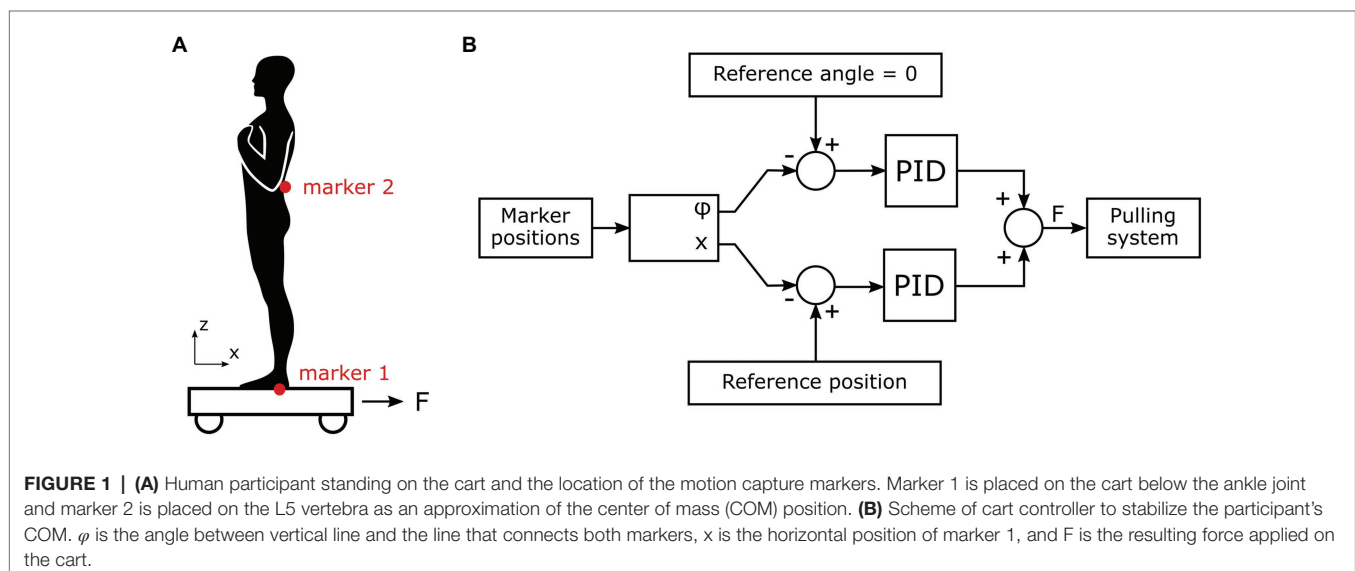 A
marker 2
z
x
marker 1
F
B
Reference angle = 0
- +
Marker
positions
φ
x
PID
+
F
Pulling
system
+
PID
- +
Reference position
FIGURE 1 | (A) Human participant standing on the cart and the location of the motion capture markers. Marker 1 is placed on the cart below the ankle joint
and marker 2 is placed on the L5 vertebra as an approximation of the center of mass (COM) position. (B) Scheme of cart controller to stabilize the participant's
COM. φ is the angle between vertical line and the line that connects both markers, x is the horizontal position of marker 1, and F is the resulting force applied on
the cart.